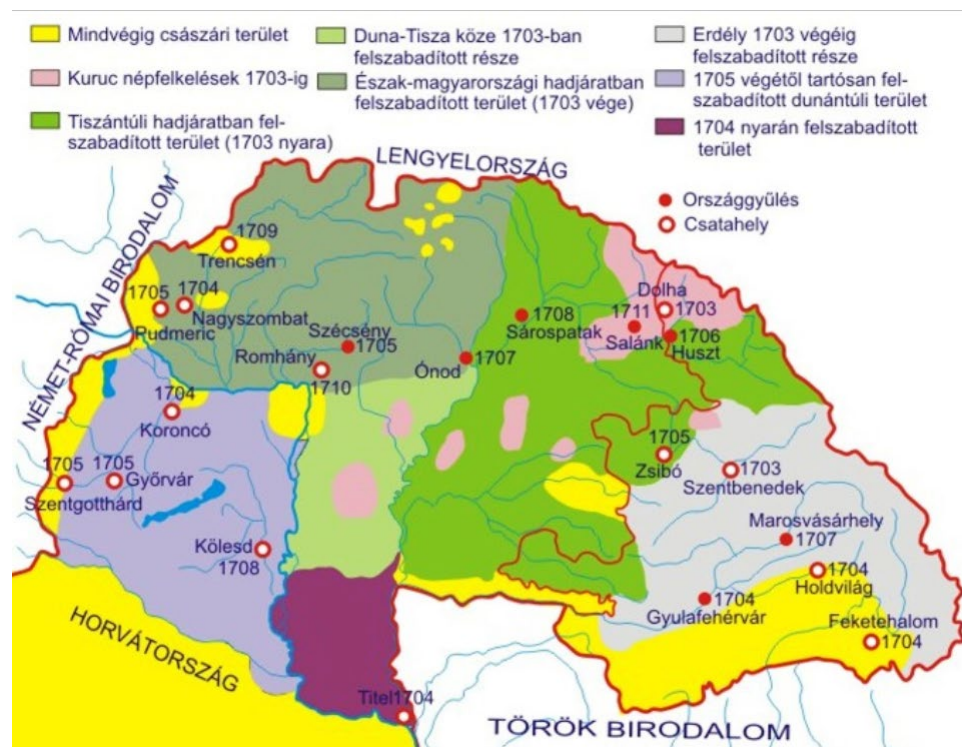 Mindvégig császári terület
Kuruc népfelkelések 1703-ig
Tiszántúli hadjáratban fel-
szabadított terület (1703 nyara)
Duna-Tisza köze 1703-ban
felszabadított része
Észak-magyarországi hadjáratban
felszabadított terület (1703 vége)
Erdély 1703 végéig
felszabadított része
1705 végétől tartósan fel-
szabadított dunántúli terület
1704 nyarán felszabadított
terület
Országgyűlés
Csatahely
LENGYELORSZÁG
NÉMET-RÓMAI BIRODALOM
1709
Trencsén
1705
Pudmeric
1704
Nagyszombat
Szécsény
1705
Romhány
1710
Ónod
1707
1708
Sárospatak
Dolha
1703
1711
Salánk
1706
Huszt
1704
Koroncó
1705
Szentgotthárd
1705
Győrvár
Kölesd
1708
1705
Zsibó
1703
Szentbenedek
Marosvásárhely
1707
1704
Holdvilág
1704
Gyulafehérvár
Feketehalom
1704
HORVÁTORSZÁG
Titel1704
TÖRÖK BIRODALOM